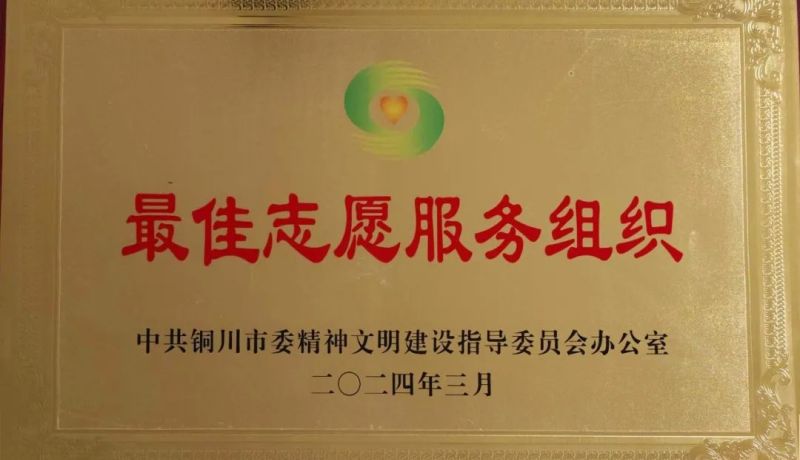 最佳志愿服务组织
中共铜川市委精神文明建设指导委员会办公室
二〇二四年三月